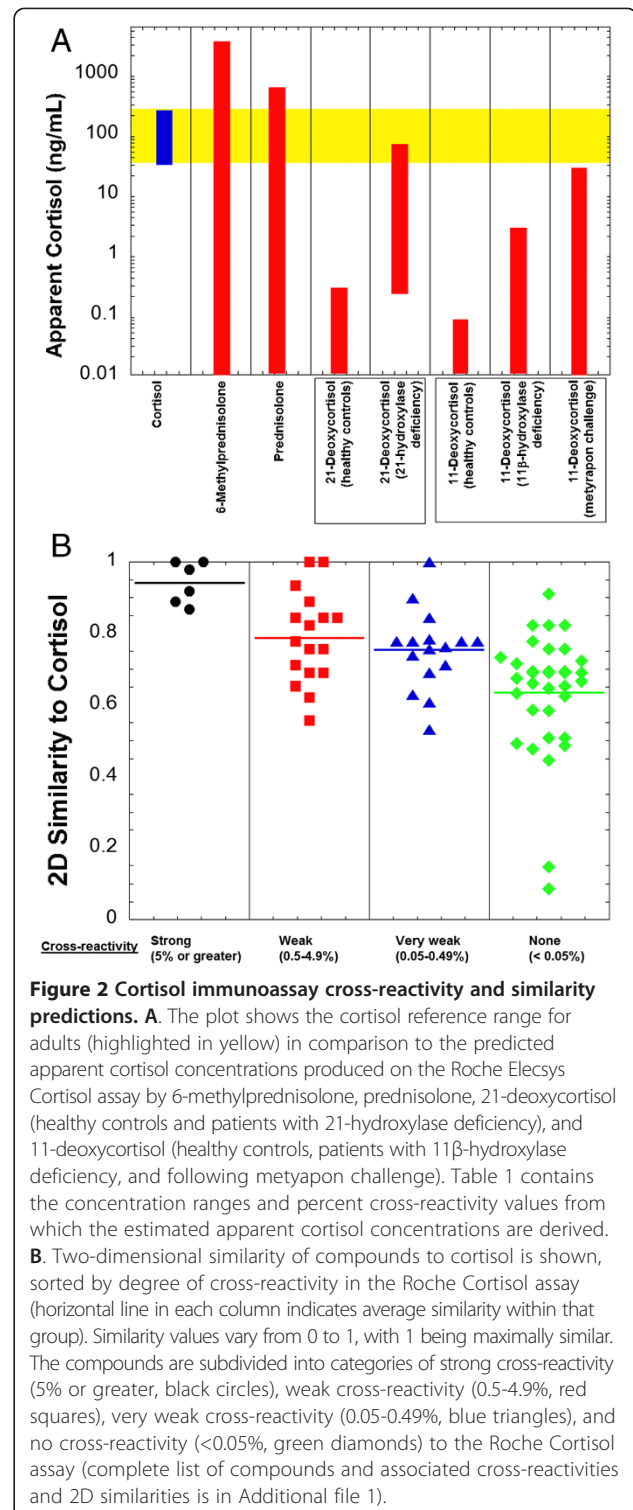 A
Apparent Cortisol (ng/mL)
1000
100
10
1
0.1
0.01
Cortisol
6-Methylprednisolone
Prednisolone
21-Deoxycortisol
(healthy controls)
21-Deoxycortisol
(21-hydroxylase
deficiency)
11-Deoxycortisol
(healthy controls)
11-Deoxycortisol
(11β-hydroxylase
deficiency)
11-Deoxycortisol
(metyrapon challenge)
B
2D Similarity to Cortisol
1
0.8
0.6
0.4
0.2
0
Cross-reactivity
Strong
(5% or greater)
Weak
(0.5-4.9%)
Very weak
(0.05-0.49%)
None
(< 0.05%)
Figure 2 Cortisol immunoassay cross-reactivity and similarity
predictions. A. The plot shows the cortisol reference range for
adults (highlighted in yellow) in comparison to the predicted
apparent cortisol concentrations produced on the Roche Elecsys
Cortisol assay by 6-methylprednisolone, prednisolone, 21-deoxycortisol
(healthy controls and patients with 21-hydroxylase deficiency), and
11-deoxycortisol (healthy controls, patients with 11β-hydroxylase
deficiency, and following metyapon challenge). Table 1 contains
the concentration ranges and percent cross-reactivity values from
which the estimated apparent cortisol concentrations are derived.
B. Two-dimensional similarity of compounds to cortisol is shown,
sorted by degree of cross-reactivity in the Roche Cortisol assay
(horizontal line in each column indicates average similarity within that
group). Similarity values vary from 0 to 1, with 1 being maximally similar.
The compounds are subdivided into categories of strong cross-reactivity
(5% or greater, black circles), weak cross-reactivity (0.5-4.9%, red
squares), very weak cross-reactivity (0.05-0.49%, blue triangles), and
no cross-reactivity (<0.05%, green diamonds) to the Roche Cortisol
assay (complete list of compounds and associated cross-reactivities
and 2D similarities is in Additional file 1).